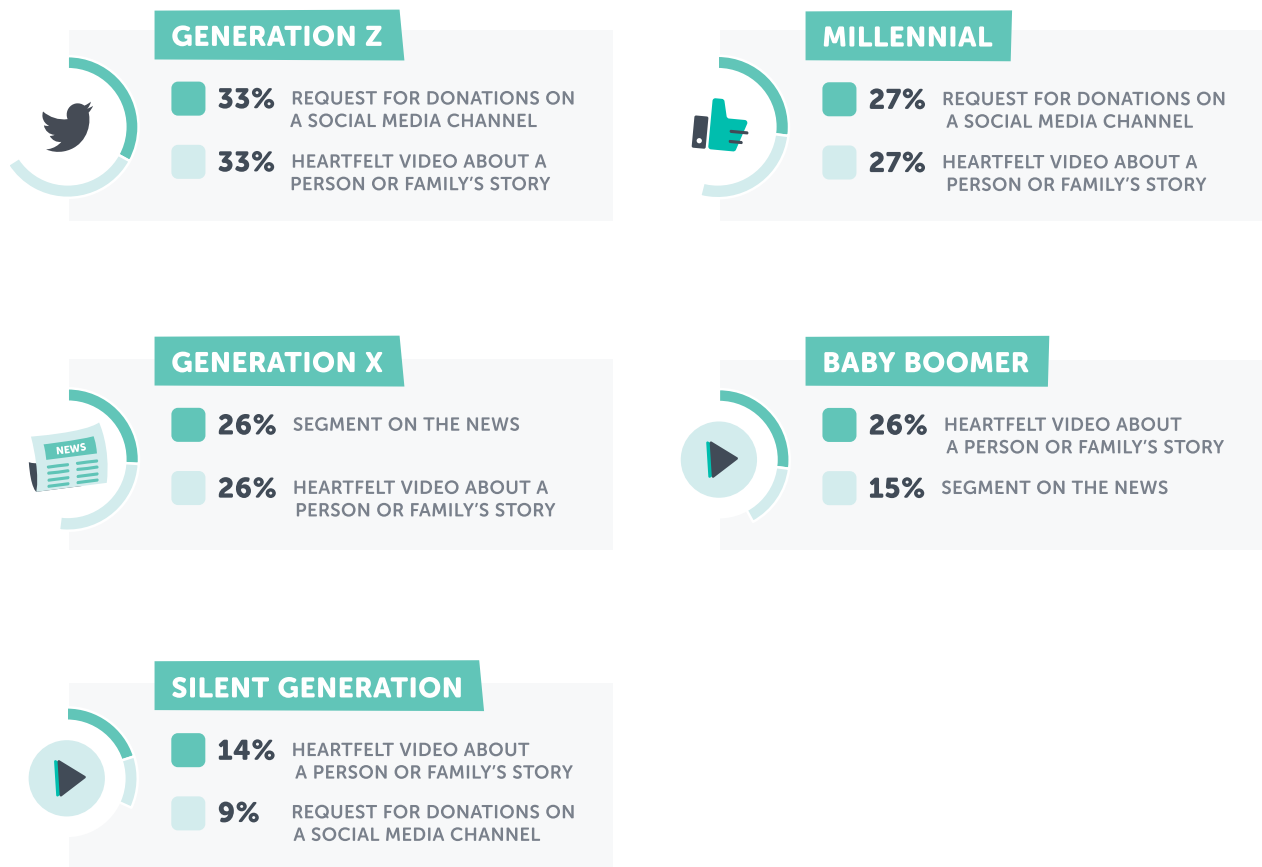 GENERATION Z
33% REQUEST FOR DONATIONS ON
A SOCIAL MEDIA CHANNEL
33% HEARTFELT VIDEO ABOUT A
PERSON OR FAMILY'S STORY
MILLENNIAL
27% REQUEST FOR DONATIONS ON
A SOCIAL MEDIA CHANNEL
27% HEARTFELT VIDEO ABOUT A
PERSON OR FAMILY'S STORY
GENERATION X
NEWS
26% SEGMENT ON THE NEWS
26% HEARTFELT VIDEO ABOUT A
PERSON OR FAMILY'S STORY
BABY BOOMER
26% HEARTFELT VIDEO ABOUT
A PERSON OR FAMILY'S STORY
15% SEGMENT ON THE NEWS
SILENT GENERATION
14% HEARTFELT VIDEO ABOUT
A PERSON OR FAMILY'S STORY
9% REQUEST FOR DONATIONS ON
A SOCIAL MEDIA CHANNEL